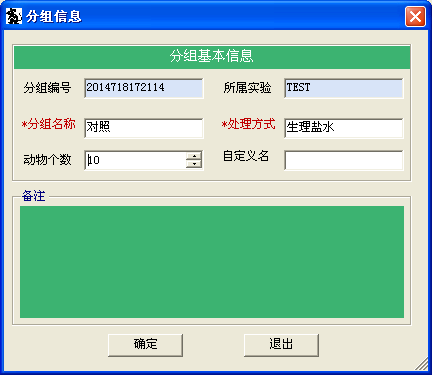 分组信息
分组基本信息
分组编号 2014718172114 所属实验 TEST
*分组名称 对照 *处理方式 生理盐水
动物个数 10 自定义名
备注
确定 退出